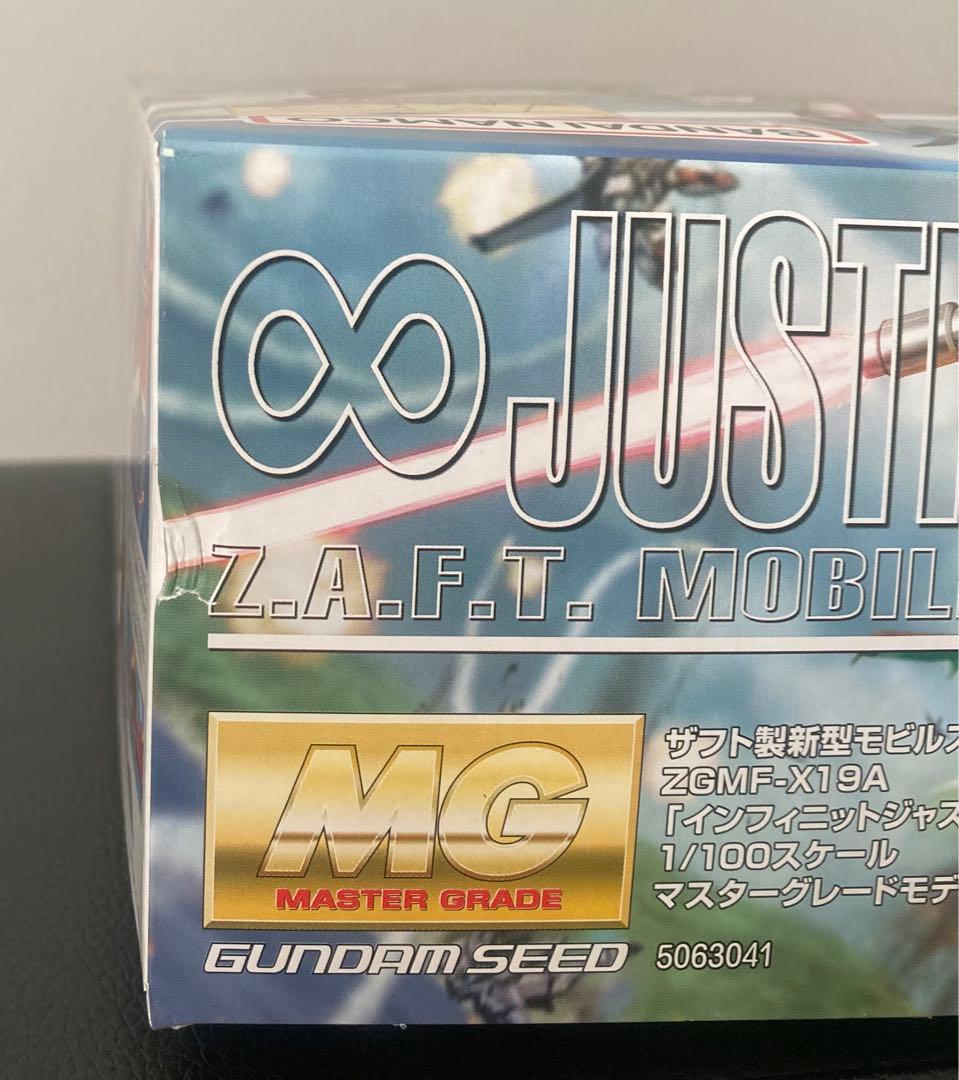 BANDAI NAMCO
∞ JUSTI
Z.A.F.T. MOBIL
MG
MASTER GRADE
GUNDAM SEED
ザフト製新型モビルス
ZGMF-X19A
「インフィニットジャス
1/100スケール
マスターグレードモデ
5063041